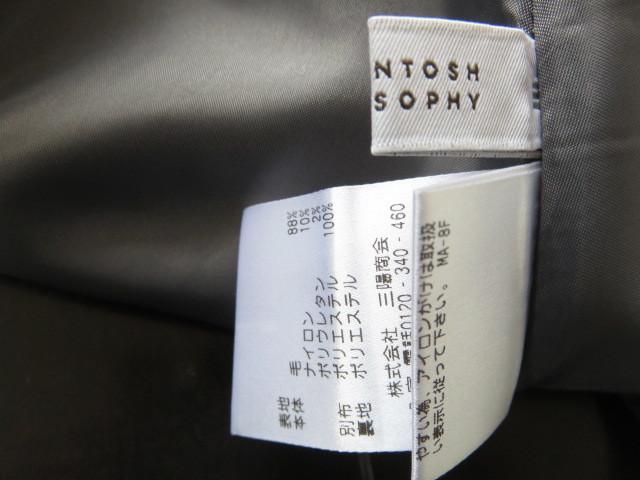 NTOSH
SOPHY
表地
本体 毛 88%
ナイロン 10%
ポリウレタン 2%
別布 ポリエステル 100%
裏地 ポリエステル
株式会社 三陽商会
0120-340-460
やすい為、アイロンがけは取扱
い表示に従って下さい。 MA-8F